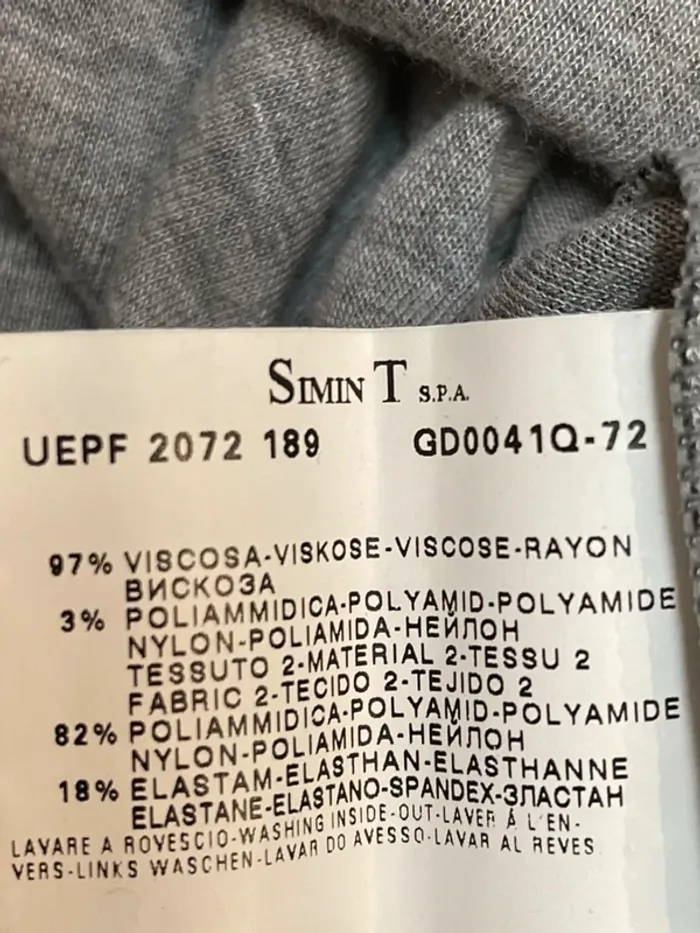 SIMIN T S.P.A.
UEPF 2072 189 GD0041Q-72
97% VISCOSA-VISKOSE-VISCOSE-RAYON
ВИСКОЗА
3% POLIAMMIDICA-POLYAMID-POLYAMIDE
NYLON-POLIAMIDA-НЕЙЛОН
TESSUTO 2-MATERIAL 2-TESSU 2
FABRIC 2-TECIDO 2-TEJIDO 2
82% POLIAMMIDICA-POLYAMID-POLYAMIDE
NYLON-POLIAMIDA-НЕЙЛОН
18% ELASTAM-ELASTHAN-ELASTHANNE
ELASTANE-ELASTANO-SPANDEX-ЭЛАСТАН
LAVARE A ROVESCIO-WASHING INSIDE-OUT-LAVER À L'EN-
VERS-LINKS WASCHEN-LAVAR DO AVESSO-LAVAR AL REVES